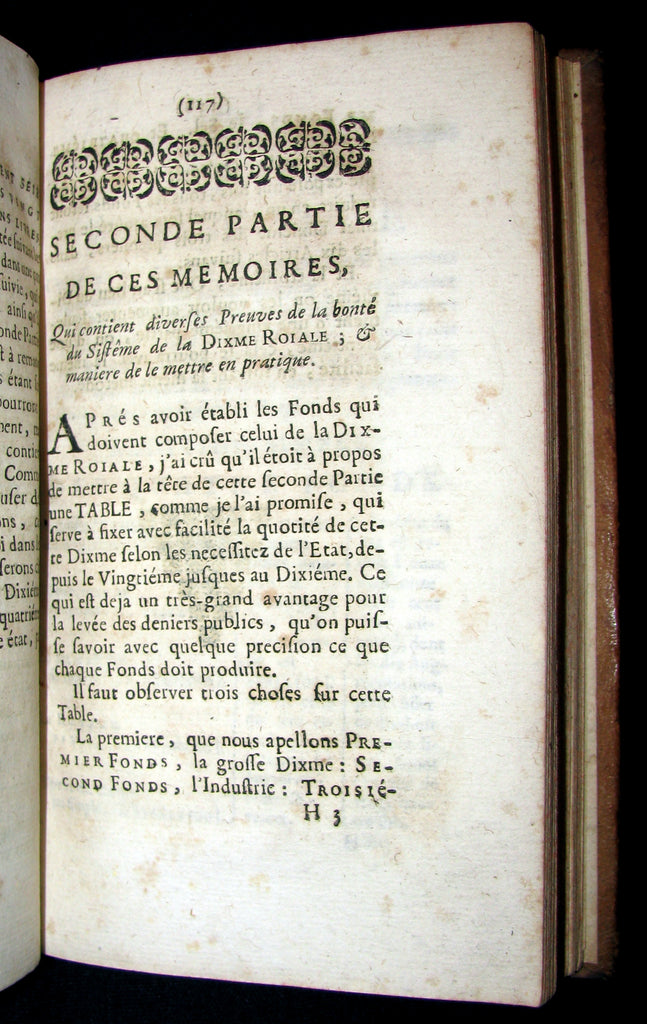 (117)
SECONDE PARTIE
DE CES MEMOIRES,
Qui contient diverses Preuves de la bonté
du Sistême de la DIXME ROIALE ; &
maniere de le mettre en pratique.
APRés avoir établi les Fonds qui
doivent composer celui de la DIX-
ME ROIALE, j'ai crû qu'il étoit à propos
de mettre à la tête de cette seconde Partie
une TABLE, comme je l'ai promise, qui
serve à fixer avec facilité la quotité de cet-
te Dixme selon les necessitez de l'Etat, de-
puis le Vingtiéme jusques au Dixiéme. Ce
qui est deja un très-grand avantage pour
la levée des deniers publics, qu'on puis-
se savoir avec quelque precision ce que
chaque Fonds doit produire.
Il faut observer trois choses sur cette
Table.
La premiere, que nous apellons PRE-
MIER FONDS, la grosse Dixme : SE-
COND FONDS, l'Industrie : TROISIé-
H 3